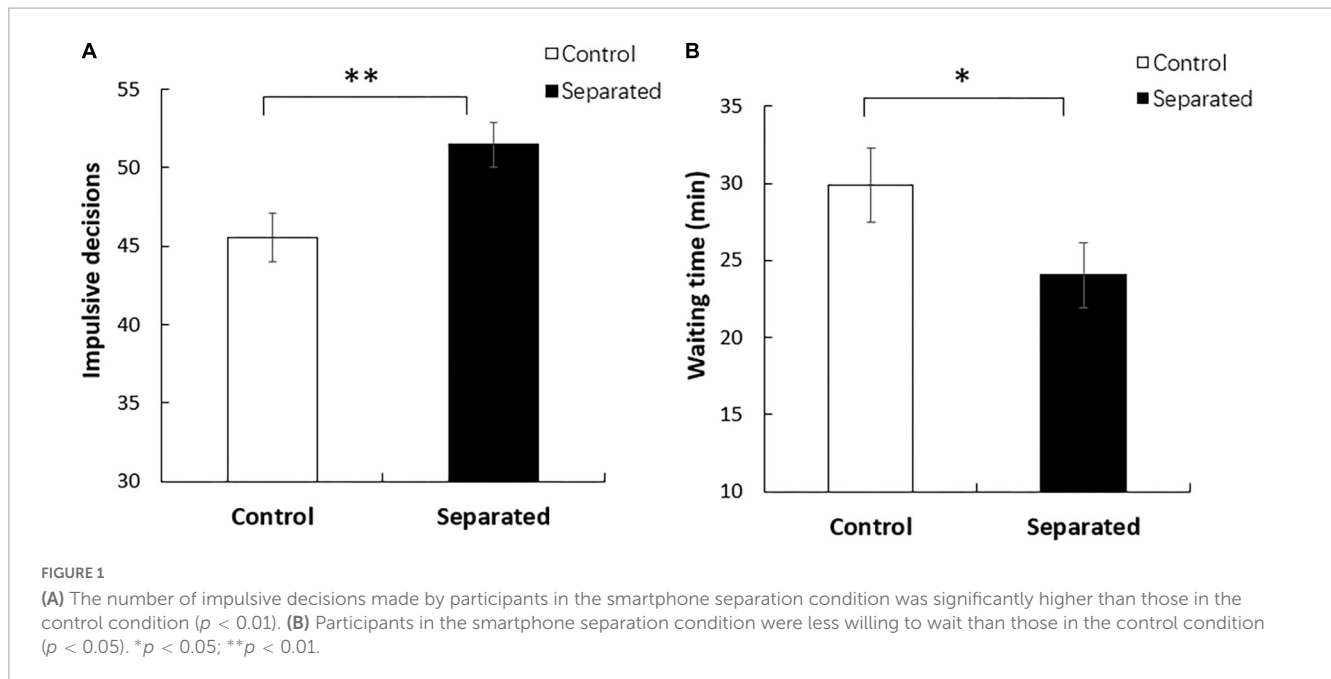 A
Control
Separated
**
55
50
45
40
35
30
Impulsive decisions
Control Separated
B
Control
Separated
*
35
30
25
20
15
10
Waiting time (min)
Control Separated
FIGURE 1
(A) The number of impulsive decisions made by participants in the smartphone separation condition was significantly higher than those in the
control condition (p < 0.01). (B) Participants in the smartphone separation condition were less willing to wait than those in the control condition
(p < 0.05). *p < 0.05; **p < 0.01.